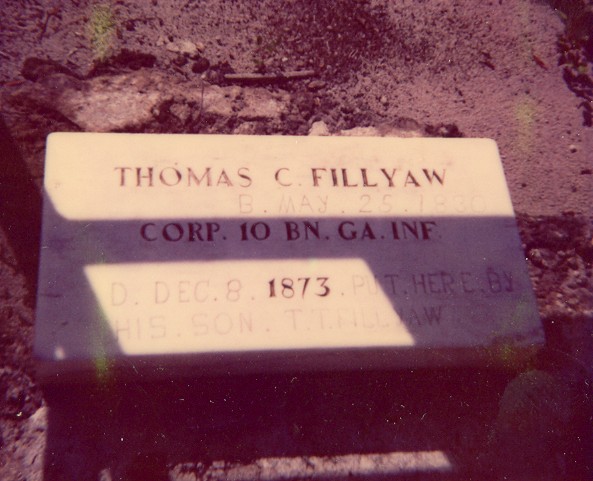 THOMAS C. FILLYAW
B. MAY. 25. 1830
CORP. 10 BN. GA. INF.
D. DEC. 8. 1873. PUT. HERE. BY
HIS. SON. T. T. FILLYAW